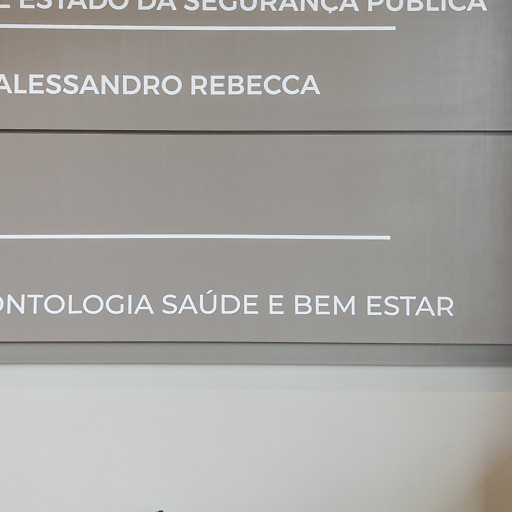 ESTADO DA SEGURANÇA PÚBLICA
ALESSANDRO REBECCA
ONTOLOGIA SAÚDE E BEM ESTAR